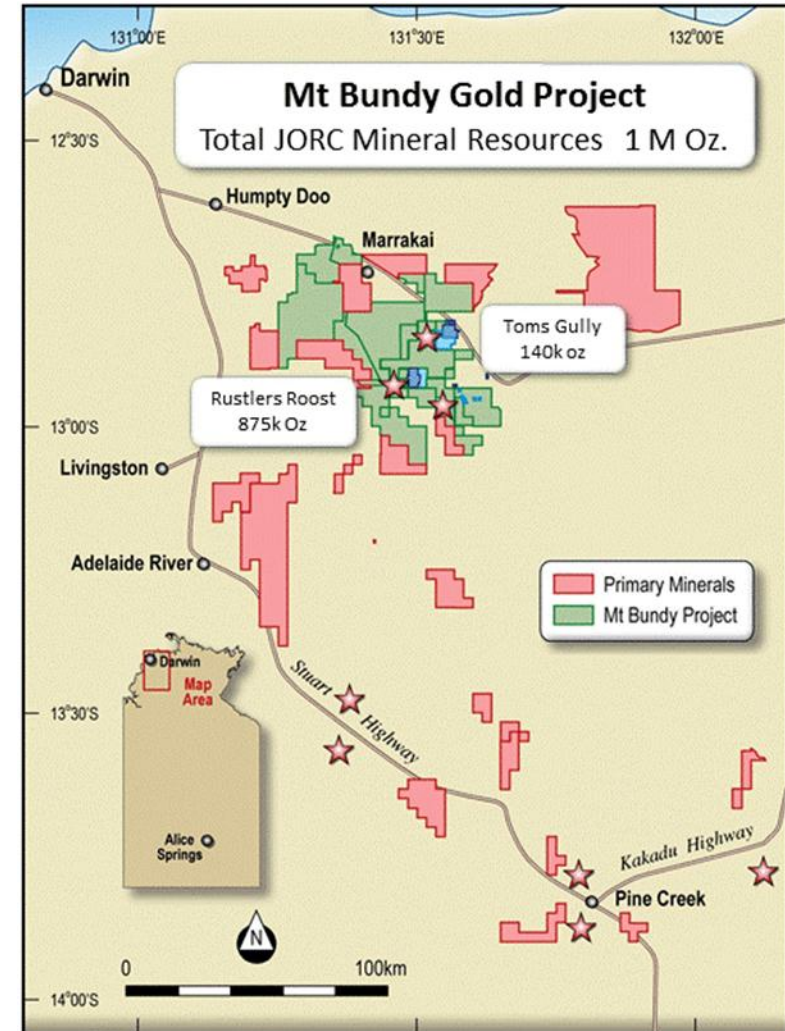 131°00'E
131°30'E
132°00'E
Darwin
Mt Bundy Gold Project
Total JORC Mineral Resources 1 M Oz.
12°30'S
Humpty Doo
Marrakai
Toms Gully
140k oz
Rustlers Roost
875k Oz
13°00'S
Livingston
Adelaide River
Primary Minerals
Mt Bundy Project
Darwin
Map
Area
Stuart Highway
13°30'S
Alice
Springs
Kakadu Highway
Pine Creek
N
0 100km
14°00'S